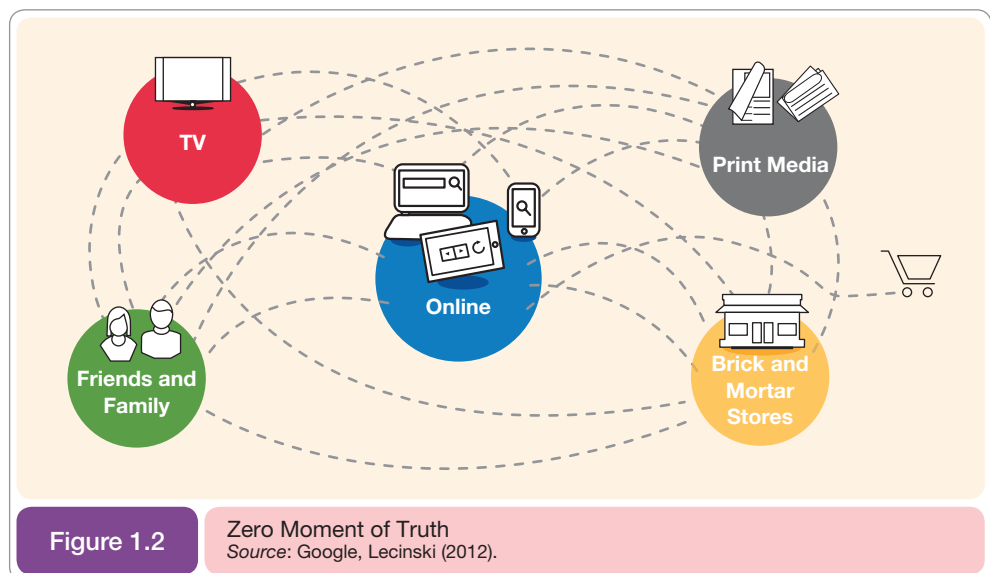 TV
Print Media
Online
Friends and
Family
Brick and
Mortar
Stores
Figure 1.2
Zero Moment of Truth
Source: Google, Lecinski (2012).